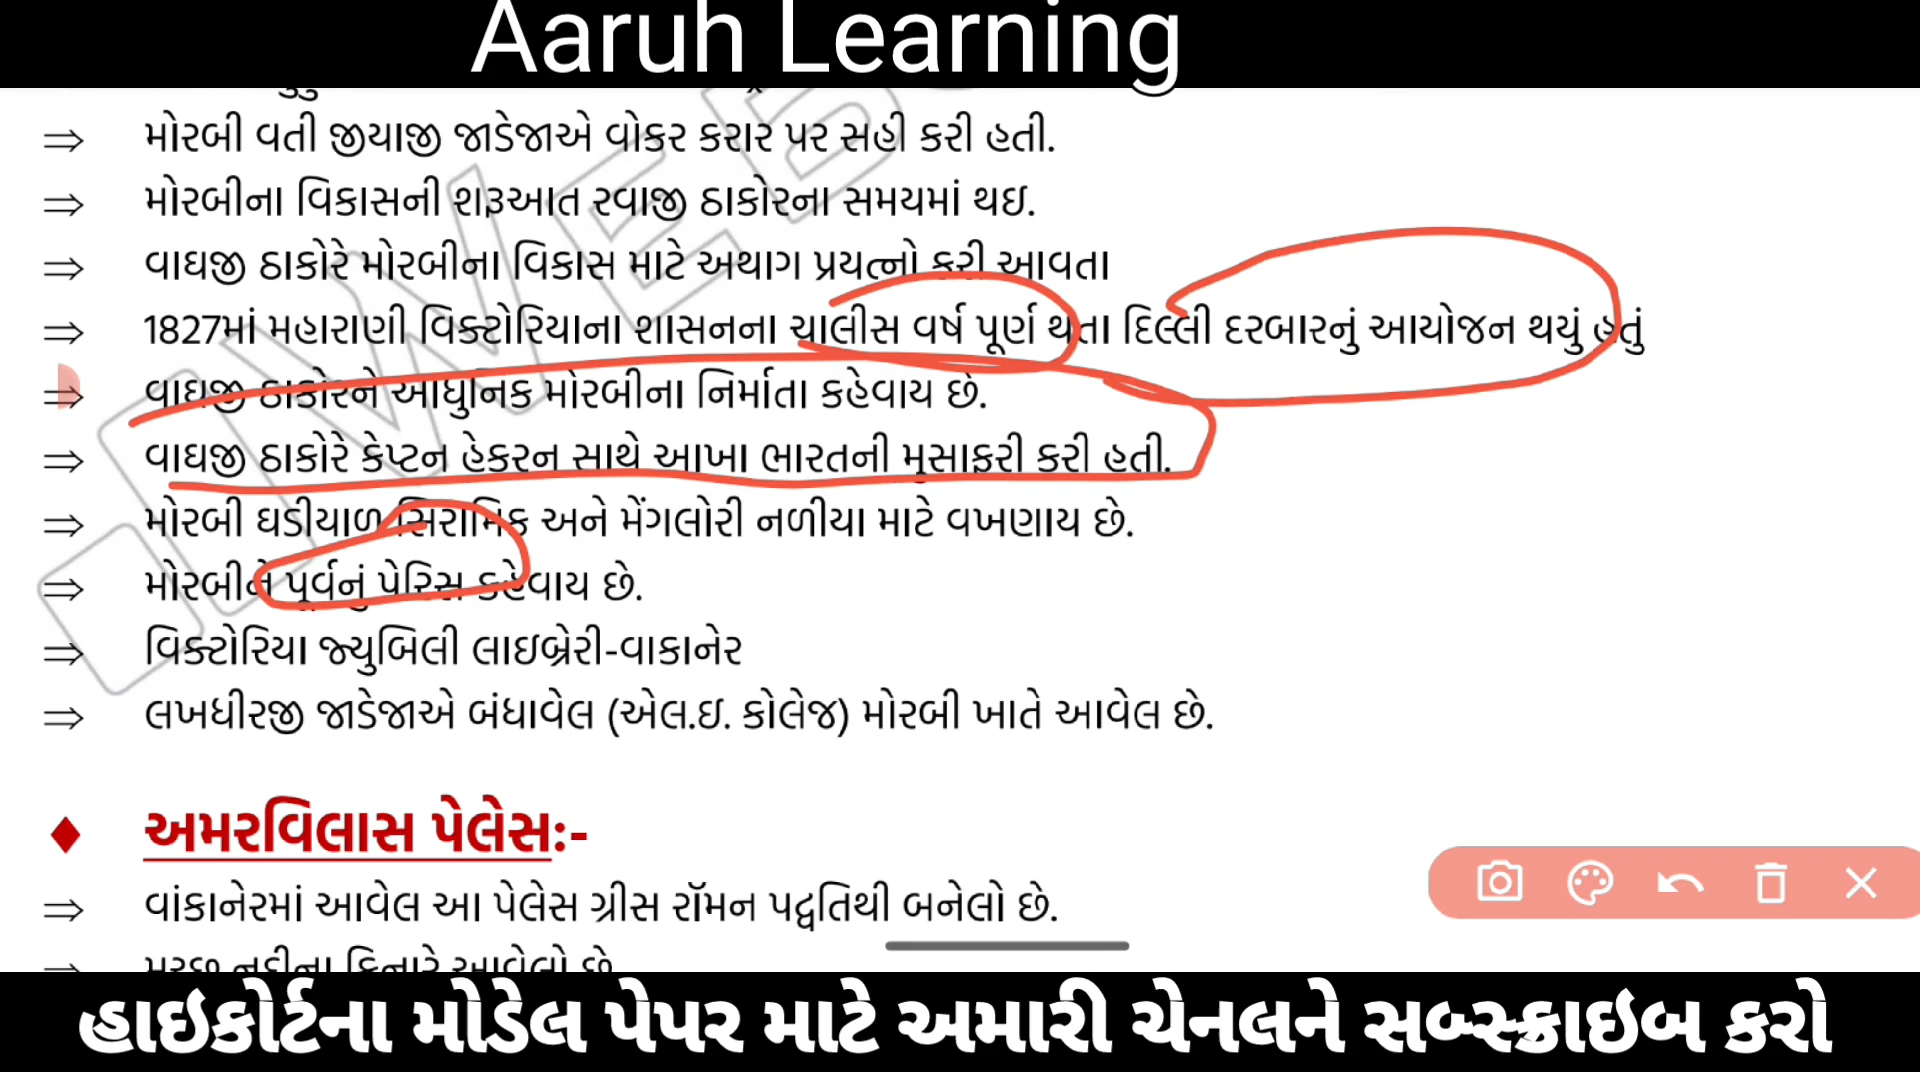 Aaruh Learning
⇒ મોરબી વતી જીયાજી જાડેજાએ વોકર કરાર પર સહી કરી હતી.
⇒ મોરબીના વિકાસની શરૂઆત રવાજી ઠાકોરના સમયમાં થઇ.
⇒ વાઘજી ઠાકોરે મોરબીના વિકાસ માટે અથાગ પ્રયત્નો કરી આવતા
⇒ 1827માં મહારાણી વિક્ટોરિયાના શાસનના ચાલીસ વર્ષ પૂર્ણ થતા દિલ્લી દરબારનું આયોજન થયું હતું
⇒ વાઘજી ઠાકોરને આધુનિક મોરબીના નિર્માતા કહેવાય છે.
⇒ વાઘજી ઠાકોરે કેપ્ટન હેકરન સાથે આખા ભારતની મુસાફરી કરી હતી.
⇒ મોરબી ઘડીયાળ સિરામિક અને મેંગલોરી નળીયા માટે વખણાય છે.
⇒ મોરબીને પૂર્વનું પેરિસ કહેવાય છે.
⇒ વિક્ટોરિયા જ્યુબિલી લાઇબ્રેરી-વાકાનેર
⇒ લખધીરજી જાડેજાએ બંધાવેલ (એલ.ઇ. કોલેજ) મોરબી ખાતે આવેલ છે.
♦ અમરવિલાસ પેલેસઃ-
⇒ વાંકાનેરમાં આવેલ આ પેલેસ ગ્રીસ રૉમન પદ્વતિથી બનેલો છે.
⇒ મચ્છુ નદીના કિનારે આવેલો છે
હાઇકોર્ટના મોડેલ પેપર માટે અમારી ચેનલને સબ્સ્ક્રાઇબ કરો